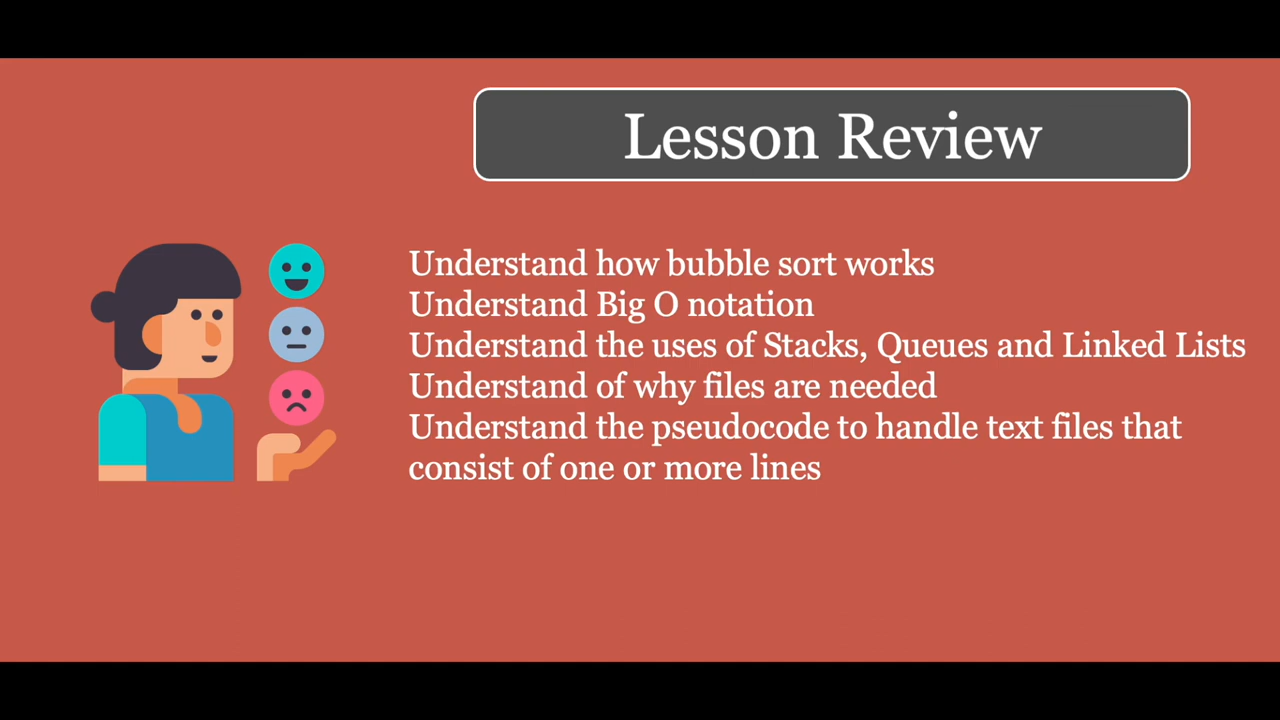 Lesson Review
Understand how bubble sort works
Understand Big O notation
Understand the uses of Stacks, Queues and Linked Lists
Understand of why files are needed
Understand the pseudocode to handle text files that
consist of one or more lines